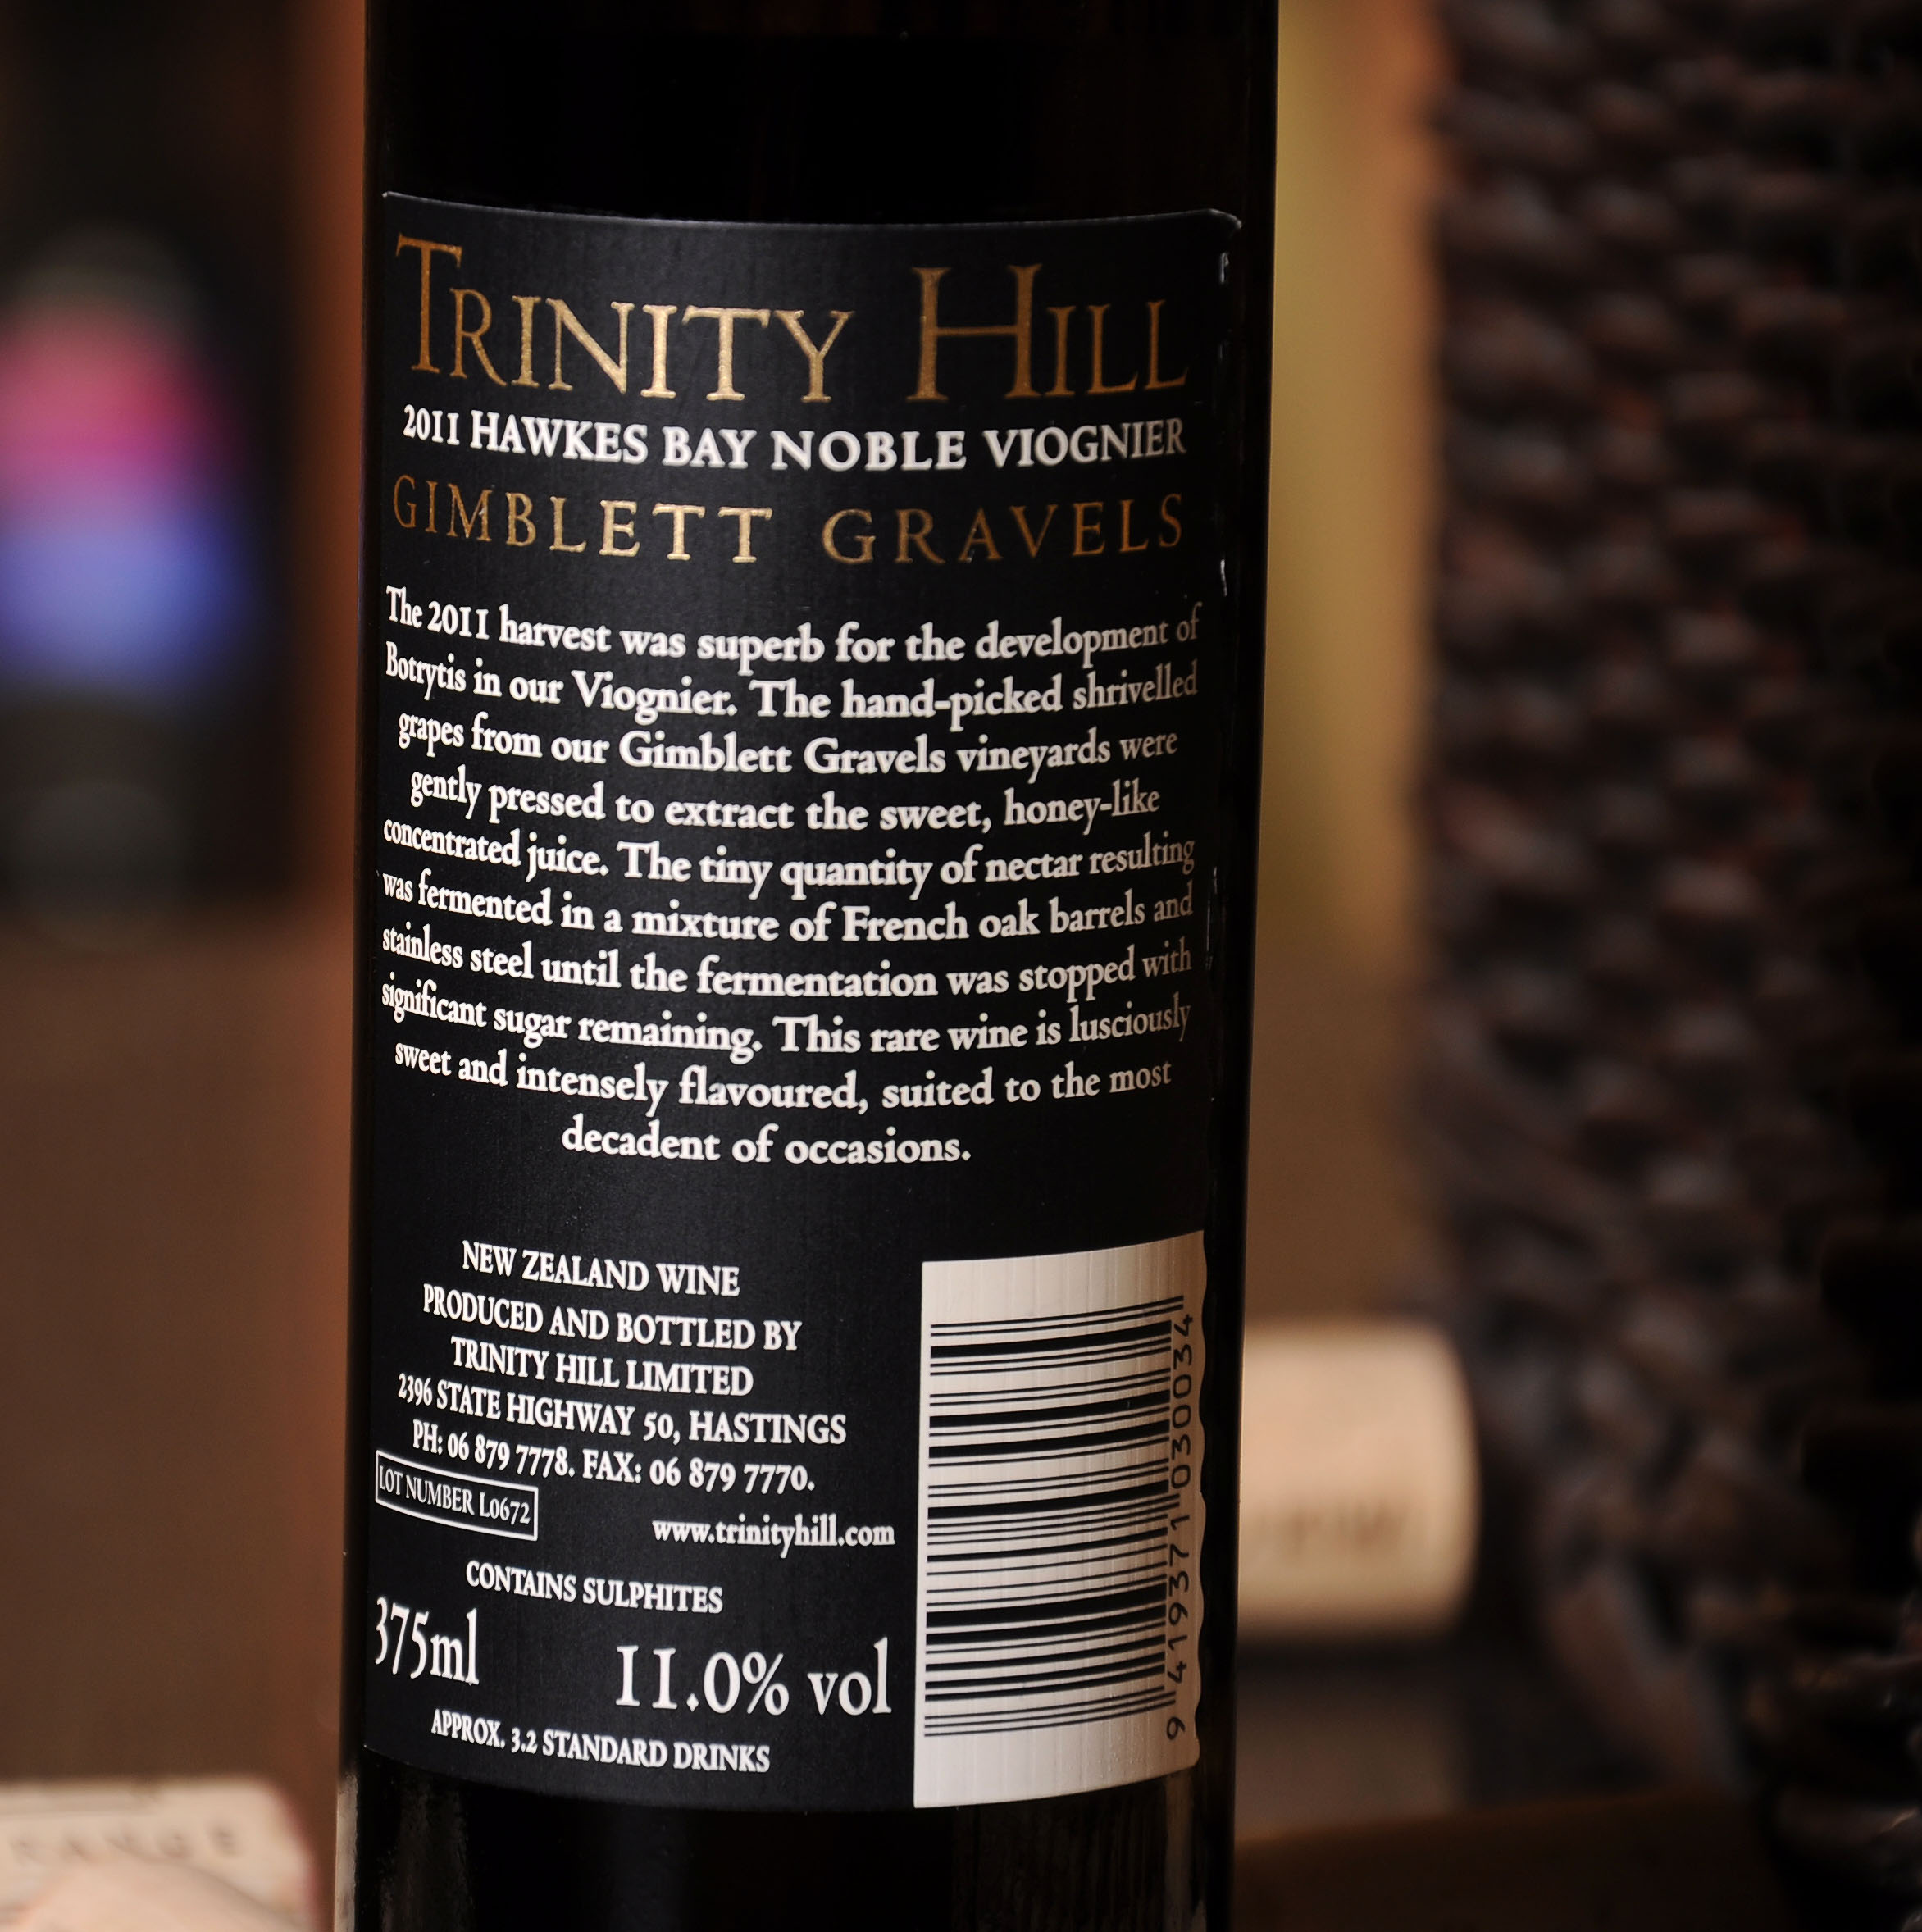 TRINITY HILL
2011 HAWKES BAY NOBLE VIOGNIER
GIMBLETT GRAVELS
The 2011 harvest was superb for the development of
Botrytis in our Viognier. The hand-picked shrivelled
grapes from our Gimblett Gravels vineyards were
gently pressed to extract the sweet, honey-like
concentrated juice. The tiny quantity of nectar resulting
was fermented in a mixture of French oak barrels and
stainless steel until the fermentation was stopped with
significant sugar remaining. This rare wine is lusciously
sweet and intensely flavoured, suited to the most
decadent of occasions.
NEW ZEALAND WINE
PRODUCED AND BOTTLED BY
TRINITY HILL LIMITED
2396 STATE HIGHWAY 50, HASTINGS
PH: 06 879 7778. FAX: 06 879 7770.
LOT NUMBER L0672
www.trinityhill.com
CONTAINS SULPHITES
375ml
11.0% vol
APPROX. 3.2 STANDARD DRINKS
9 419371 030034